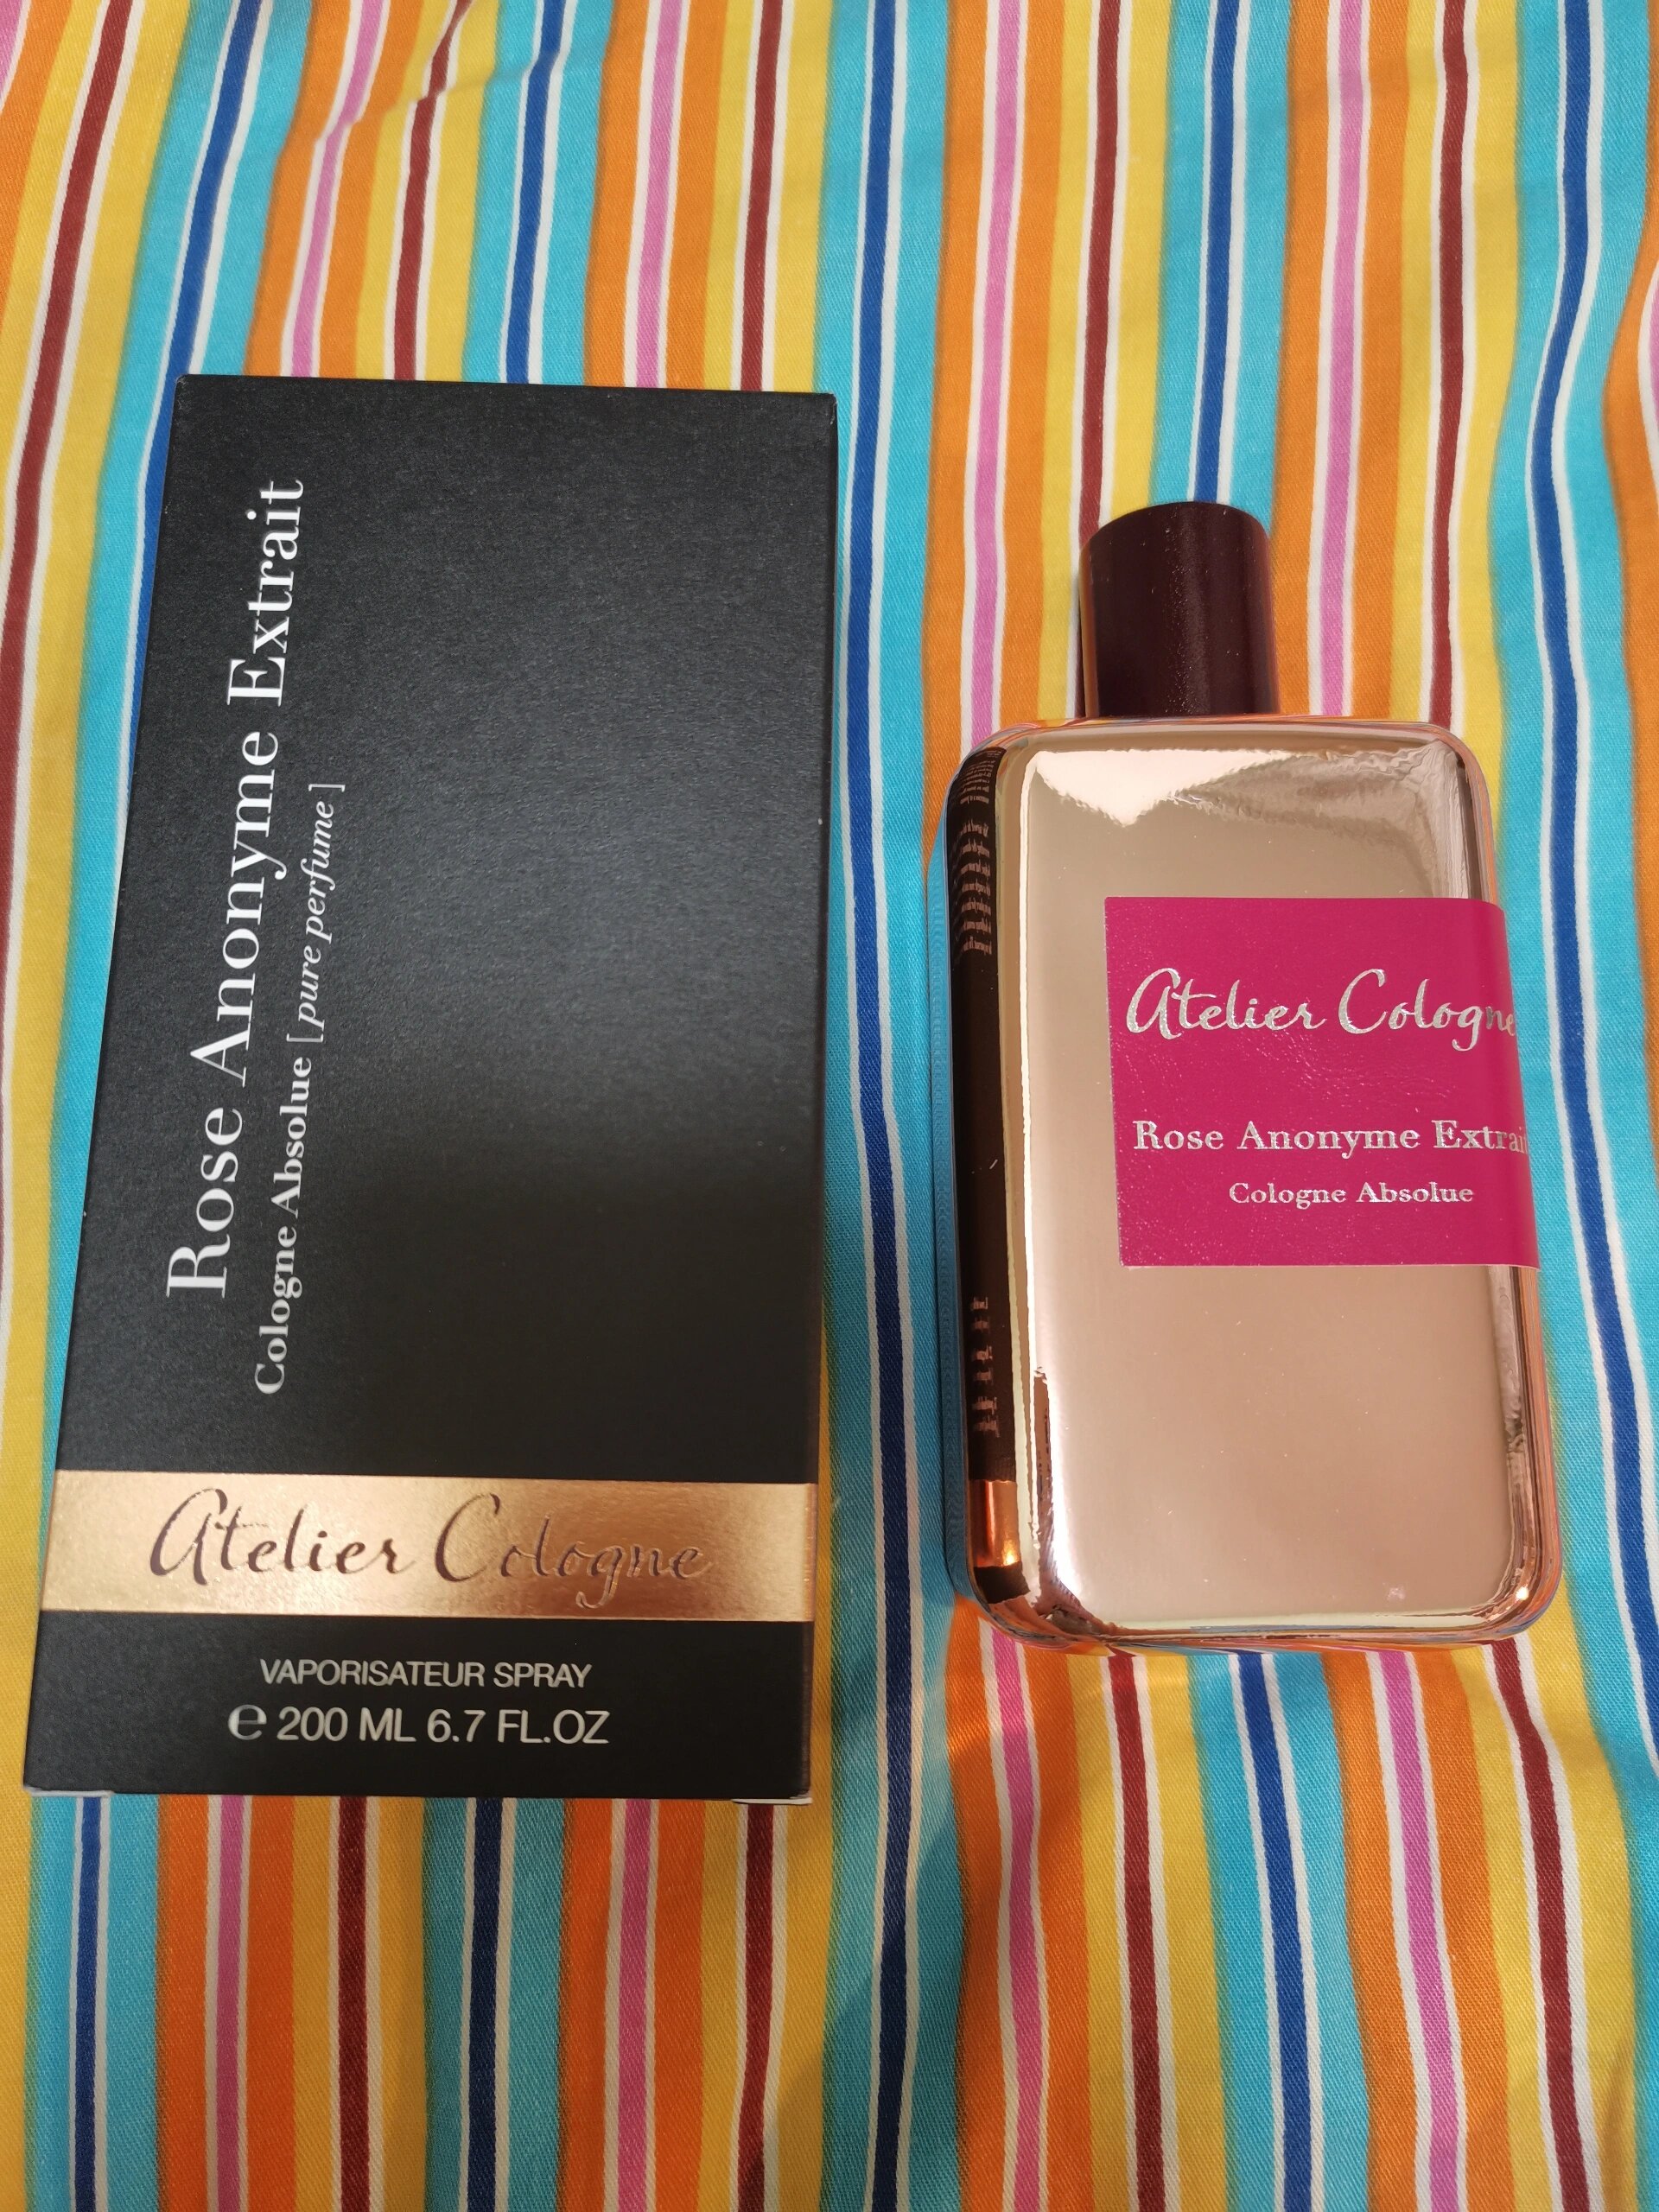 Rose Anonyme Extrait
Cologne Absolue [pure perfume]
Atelier Cologne
VAPORISATEUR SPRAY
℮ 200 ML 6.7 FL.OZ
Atelier Cologne
Rose Anonyme Extrait
Cologne Absolue